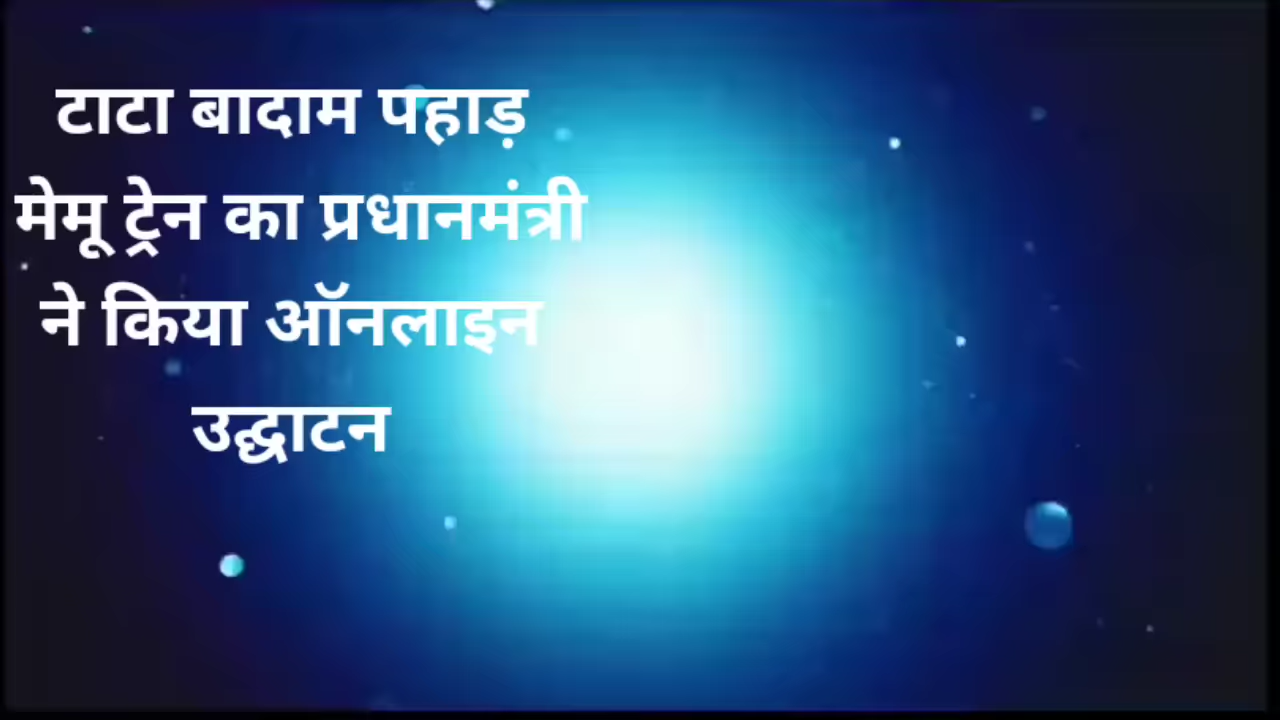 टाटा बादाम पहाड़
मेमू ट्रेन का प्रधानमंत्री
ने किया ऑनलाइन
उद्घाटन